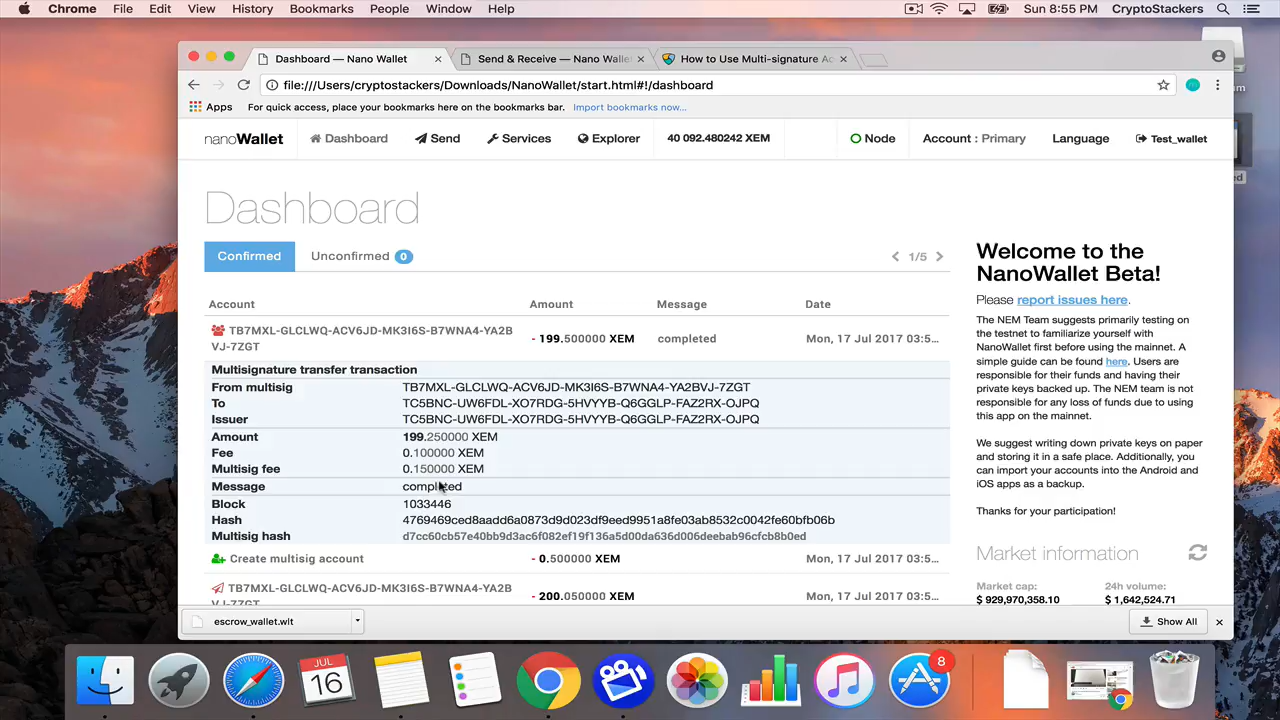 Chrome File Edit View History Bookmarks People Window Help Sun 8:55 PM CryptoStackers
Dashboard — Nano Wallet
Send & Receive — Nano Walle
How to Use Multi-signature Ac
file:///Users/cryptostackers/Downloads/NanoWallet/start.html#!/dashboard
Apps For quick access, place your bookmarks here on the bookmarks bar. Import bookmarks now...
nanoWallet Dashboard Send Services Explorer 40 092.480242 XEM Node Account : Primary Language Test_wallet
Dashboard
Confirmed Unconfirmed 0 1/5
Account Amount Message Date
TB7MXL-GLCLWQ-ACV6JD-MK3I6S-B7WNA4-YA2B
VJ-7ZGT
- 199.500000 XEM completed Mon, 17 Jul 2017 03:5...
Multisignature transfer transaction
From multisig TB7MXL-GLCLWQ-ACV6JD-MK3I6S-B7WNA4-YA2BVJ-7ZGT
To TC5BNC-UW6FDL-XO7RDG-5HVYYB-Q6GGLP-FAZ2RX-OJPQ
Issuer TC5BNC-UW6FDL-XO7RDG-5HVYYB-Q6GGLP-FAZ2RX-OJPQ
Amount 199.250000 XEM
Fee 0.100000 XEM
Multisig fee 0.150000 XEM
Message completed
Block 1033446
Hash 4769469ced8aadd6a0873d9d023df9eed9951a8fe03ab8532c0042fe60bfb06b
Multisig hash d7cc60cb57e40bb9d3ac6f082ef19f136a5d00da636d006deebab96cfcb8b0ed
Create multisig account - 0.500000 XEM Mon, 17 Jul 2017 03:5...
TB7MXL-GLCLWQ-ACV6JD-MK3I6S-B7WNA4-YA2B
VJ-7ZGT
- 200.050000 XEM Mon, 17 Jul 2017 03:5...
Welcome to the
NanoWallet Beta!
Please report issues here.
The NEM Team suggests primarily testing on
the testnet to familiarize yourself with
NanoWallet first before using the mainnet. A
simple guide can be found here. Users are
responsible for their funds and having their
private keys backed up. The NEM team is not
responsible for any loss of funds due to using
this app on the mainnet.
We suggest writing down private keys on paper
and storing it in a safe place. Additionally, you
can import your accounts into the Android and
iOS apps as a backup.
Thanks for your participation!
Market information
Market cap: 24h volume:
$ 929,970,358.10 $ 1,642,524.71
escrow_wallet.wlt Show All
JUL
16
8